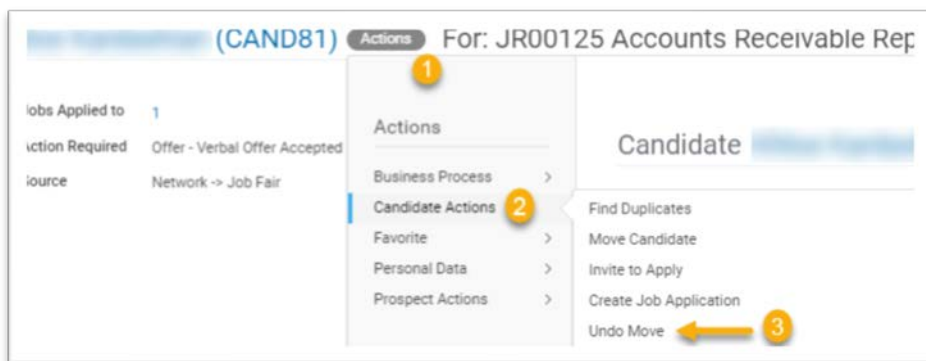 (CAND81) Actions For: JR00125 Accounts Receivable Rep
1
Jobs Applied to 1
Action Required Offer - Verbal Offer Accepted
Source Network -> Job Fair
Actions
Business Process >
Candidate Actions 2
Favorite >
Personal Data >
Prospect Actions >
Candidate
Find Duplicates
Move Candidate
Invite to Apply
Create Job Application
Undo Move 3